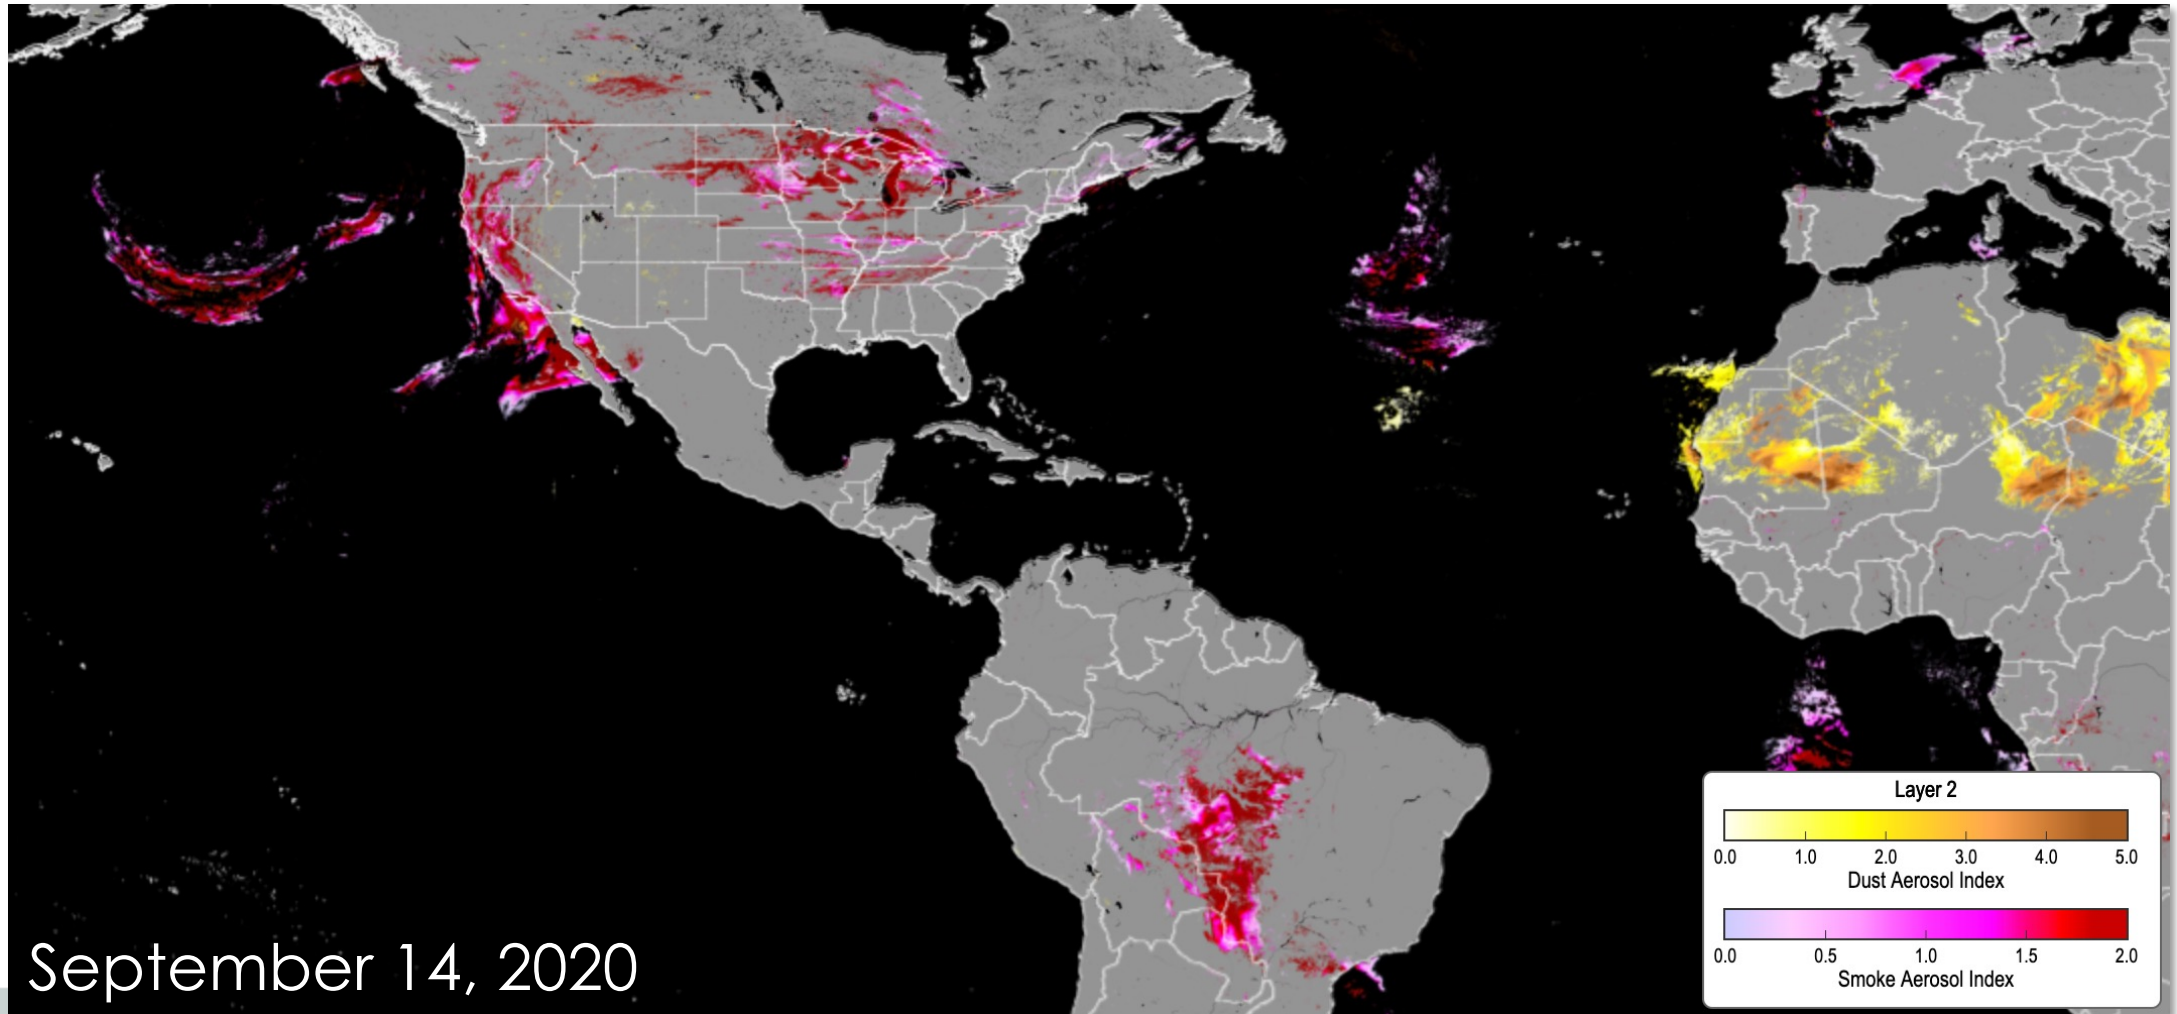 Layer 2
0.0 1.0 2.0 3.0 4.0 5.0
Dust Aerosol Index
0.0 0.5 1.0 1.5 2.0
Smoke Aerosol Index
September 14, 2020